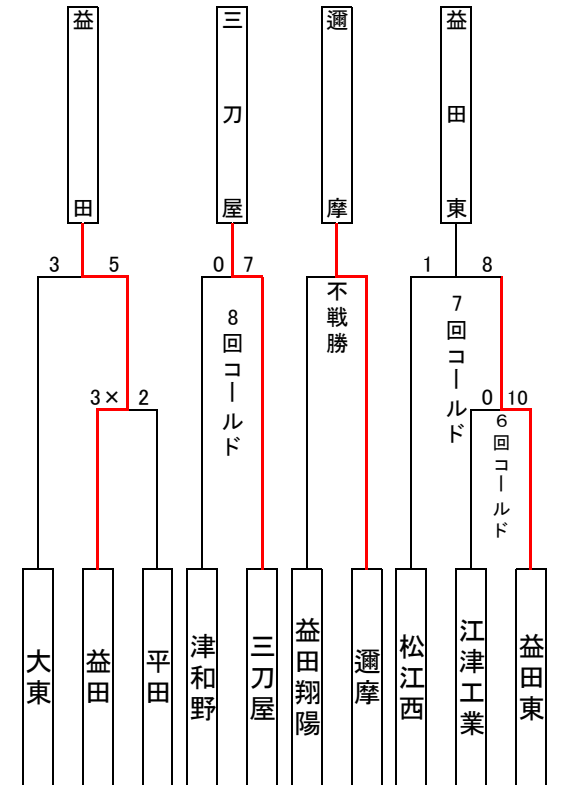 益田
三刀屋
邇摩
益田東
3 5
0 7
1 8
8回コールド
不戦勝
7回コールド
3× 2
0 10
6回コールド
大東
益田
平田
津和野
三刀屋
益田翔陽
邇摩
松江西
江津工業
益田東